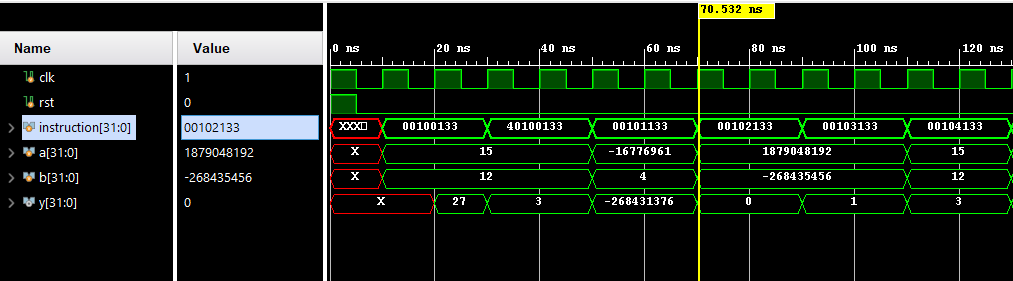 70.532 ns
Name Value
0 ns 20 ns 40 ns 60 ns 80 ns 100 ns 120 ns
clk 1
rst 0
instruction[31:0] 00102133 XXX 00100133 40100133 00101133 00102133 00103133 00104133
a[31:0] 1879048192 X 15 -16776961 1879048192 15
b[31:0] -268435456 X 12 4 -268435456 12
y[31:0] 0 X 27 3 -268431376 0 1 3